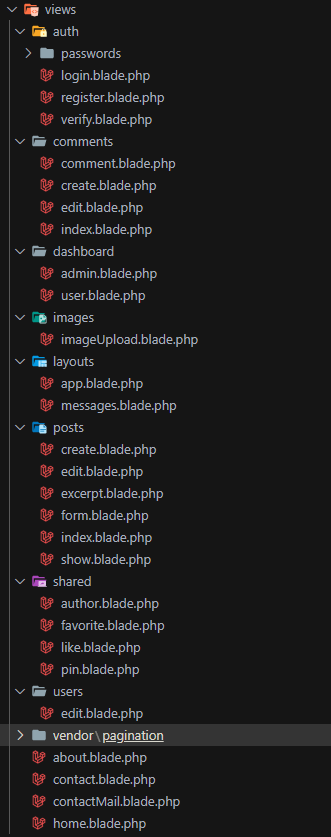 views
auth
passwords
login.blade.php
register.blade.php
verify.blade.php
comments
comment.blade.php
create.blade.php
edit.blade.php
index.blade.php
dashboard
admin.blade.php
user.blade.php
images
imageUpload.blade.php
layouts
app.blade.php
messages.blade.php
posts
create.blade.php
edit.blade.php
excerpt.blade.php
form.blade.php
index.blade.php
show.blade.php
shared
author.blade.php
favorite.blade.php
like.blade.php
pin.blade.php
users
edit.blade.php
vendor\pagination
about.blade.php
contact.blade.php
contactMail.blade.php
home.blade.php